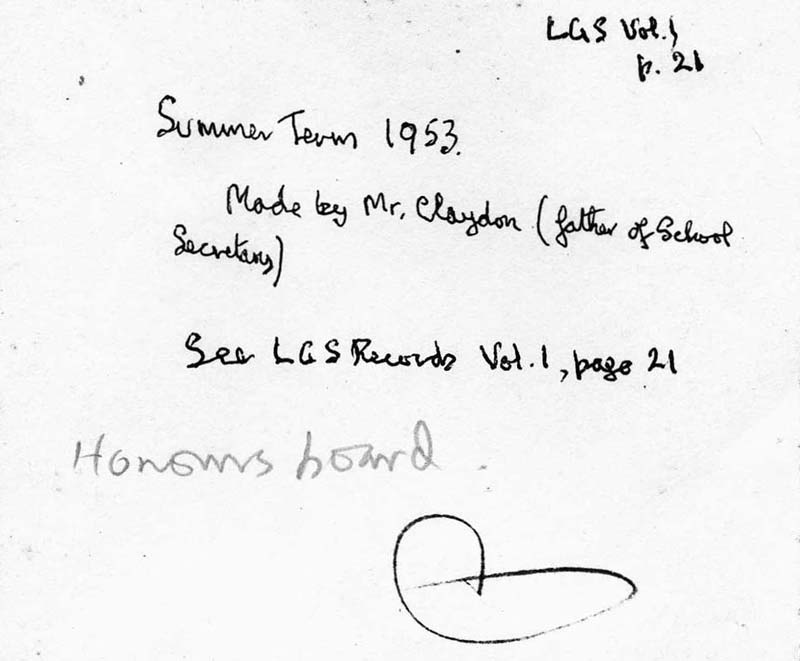 LGS Vol.1
p. 21
Summer Term 1953.
Made by Mr. Claydon (father of School
Secretary)
See LGS Records Vol. 1, page 21
Honours board.